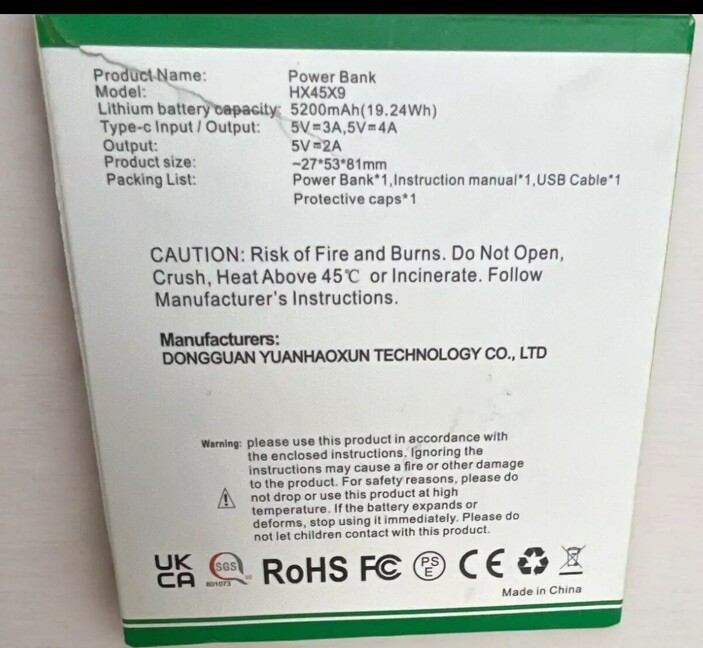 Product Name: Power Bank
Model: HX45X9
Lithium battery capacity: 5200mAh(19.24Wh)
Type-c Input / Output: 5V=3A,5V=4A
Output: 5V=2A
Product size: ~27*53*81mm
Packing List: Power Bank*1,Instruction manual*1,USB Cable*1
Protective caps*1
CAUTION: Risk of Fire and Burns. Do Not Open,
Crush, Heat Above 45℃ or Incinerate. Follow
Manufacturer's Instructions.
Manufacturers:
DONGGUAN YUANHAOXUN TECHNOLOGY CO., LTD
Warning: please use this product in accordance with
the enclosed instructions. Ignoring the
instructions may cause a fire or other damage
to the product. For safety reasons, please do
not drop or use this product at high
temperature. If the battery expands or
deforms, stop using it immediately. Please do
not let children contact with this product.
UK CA SGS RoHS FC PSE CE
Made in China